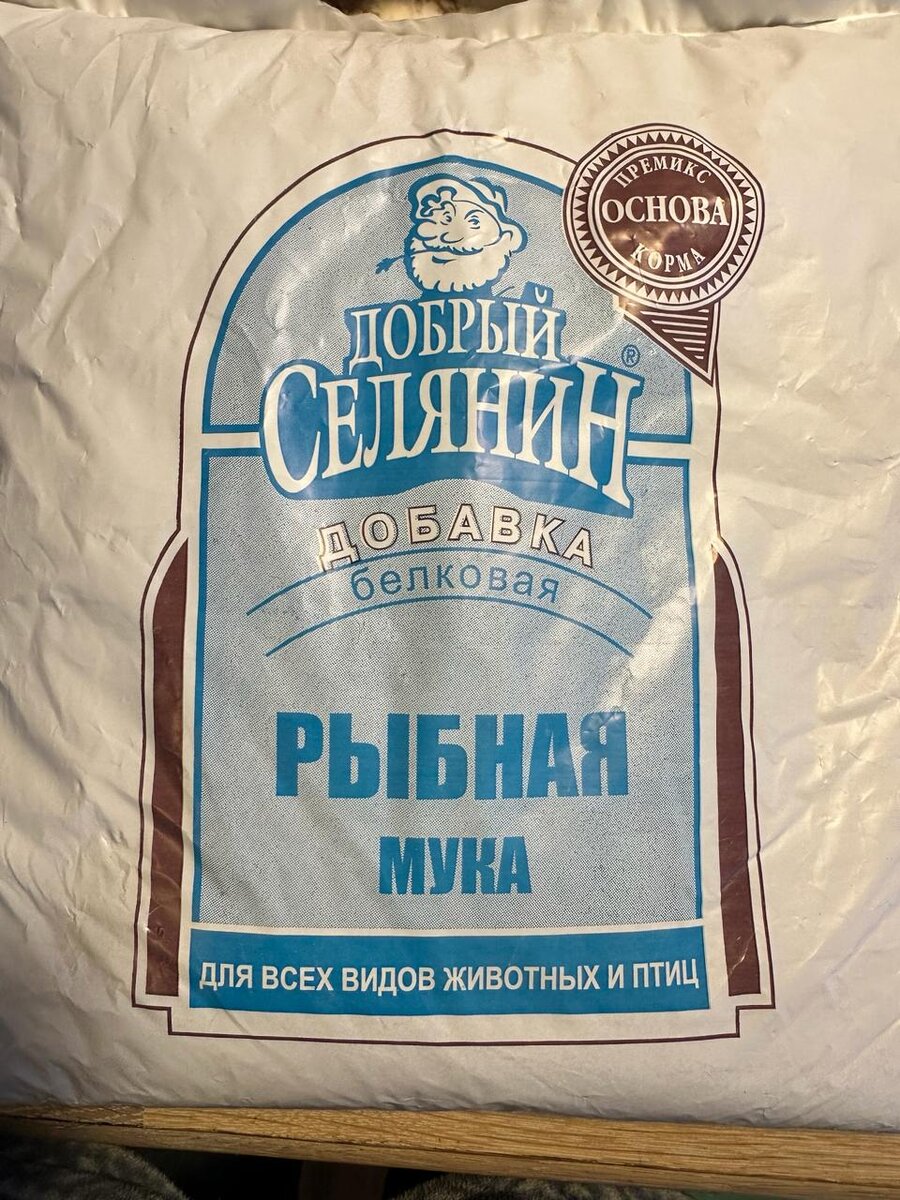 ПРЕМИКС
ОСНОВА
КОРМА
ДОБРЫЙ
СЕЛЯНИН ®
ДОБАВКА
белковая
РЫБНАЯ
МУКА
ДЛЯ ВСЕХ ВИДОВ ЖИВОТНЫХ И ПТИЦ